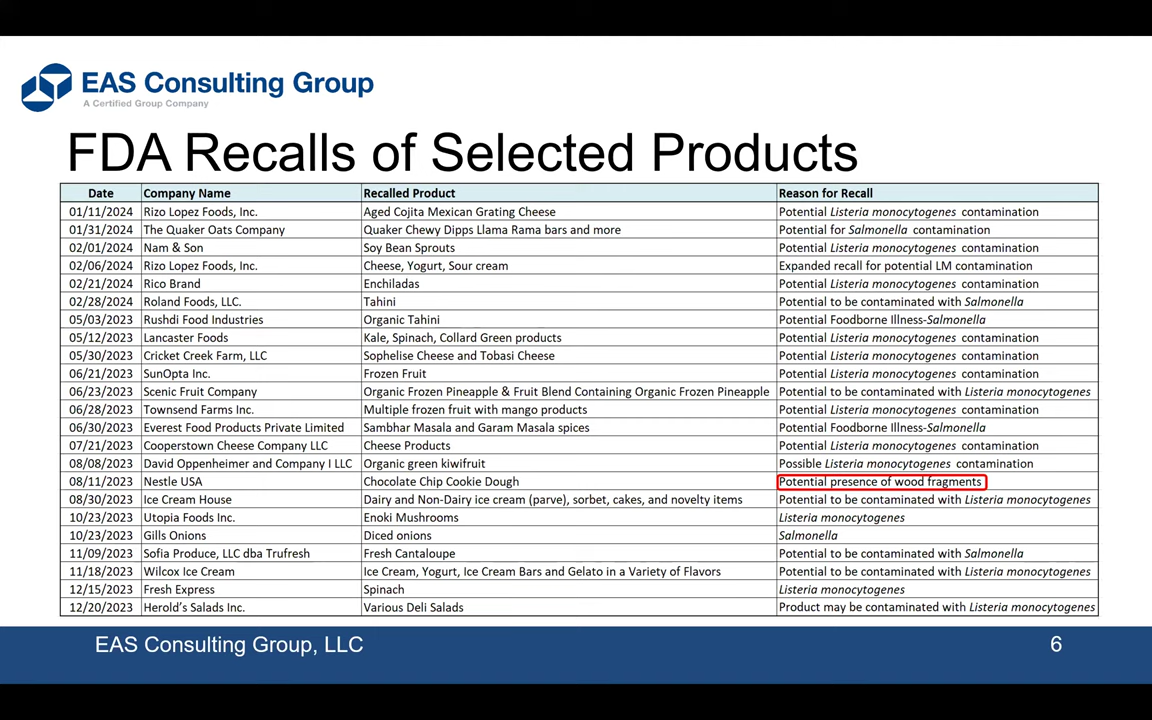 EAS Consulting Group
A Certified Group Company
FDA Recalls of Selected Products
Date Company Name Recalled Product Reason for Recall
01/11/2024 Rizo Lopez Foods, Inc. Aged Cojita Mexican Grating Cheese Potential Listeria monocytogenes contamination
01/31/2024 The Quaker Oats Company Quaker Chewy Dipps Llama Rama bars and more Potential for Salmonella contamination
02/01/2024 Nam & Son Soy Bean Sprouts Potential Listeria monocytogenes contamination
02/06/2024 Rizo Lopez Foods, Inc. Cheese, Yogurt, Sour cream Expanded recall for potential LM contamination
02/21/2024 Rico Brand Enchiladas Potential Listeria monocytogenes contamination
02/28/2024 Roland Foods, LLC. Tahini Potential to be contaminated with Salmonella
05/03/2023 Rushdi Food Industries Organic Tahini Potential Foodborne Illness-Salmonella
05/12/2023 Lancaster Foods Kale, Spinach, Collard Green products Potential Listeria monocytogenes contamination
05/30/2023 Cricket Creek Farm, LLC Sophelise Cheese and Tobasi Cheese Potential Listeria monocytogenes contamination
06/21/2023 SunOpta Inc. Frozen Fruit Potential Listeria monocytogenes contamination
06/23/2023 Scenic Fruit Company Organic Frozen Pineapple & Fruit Blend Containing Organic Frozen Pineapple Potential to be contaminated with Listeria monocytogenes
06/28/2023 Townsend Farms Inc. Multiple frozen fruit with mango products Potential Listeria monocytogenes contamination
06/30/2023 Everest Food Products Private Limited Sambhar Masala and Garam Masala spices Potential Foodborne Illness-Salmonella
07/21/2023 Cooperstown Cheese Company LLC Cheese Products Potential Listeria monocytogenes contamination
08/08/2023 David Oppenheimer and Company I LLC Organic green kiwifruit Possible Listeria monocytogenes contamination
08/11/2023 Nestle USA Chocolate Chip Cookie Dough Potential presence of wood fragments
08/30/2023 Ice Cream House Dairy and Non-Dairy ice cream (parve), sorbet, cakes, and novelty items Potential to be contaminated with Listeria monocytogenes
10/23/2023 Utopia Foods Inc. Enoki Mushrooms Listeria monocytogenes
10/23/2023 Gills Onions Diced onions Salmonella
11/09/2023 Sofia Produce, LLC dba Trufresh Fresh Cantaloupe Potential to be contaminated with Salmonella
11/18/2023 Wilcox Ice Cream Ice Cream, Yogurt, Ice Cream Bars and Gelato in a Variety of Flavors Potential to be contaminated with Listeria monocytogenes
12/15/2023 Fresh Express Spinach Listeria monocytogenes
12/20/2023 Herold's Salads Inc. Various Deli Salads Product may be contaminated with Listeria monocytogenes
EAS Consulting Group, LLC 6